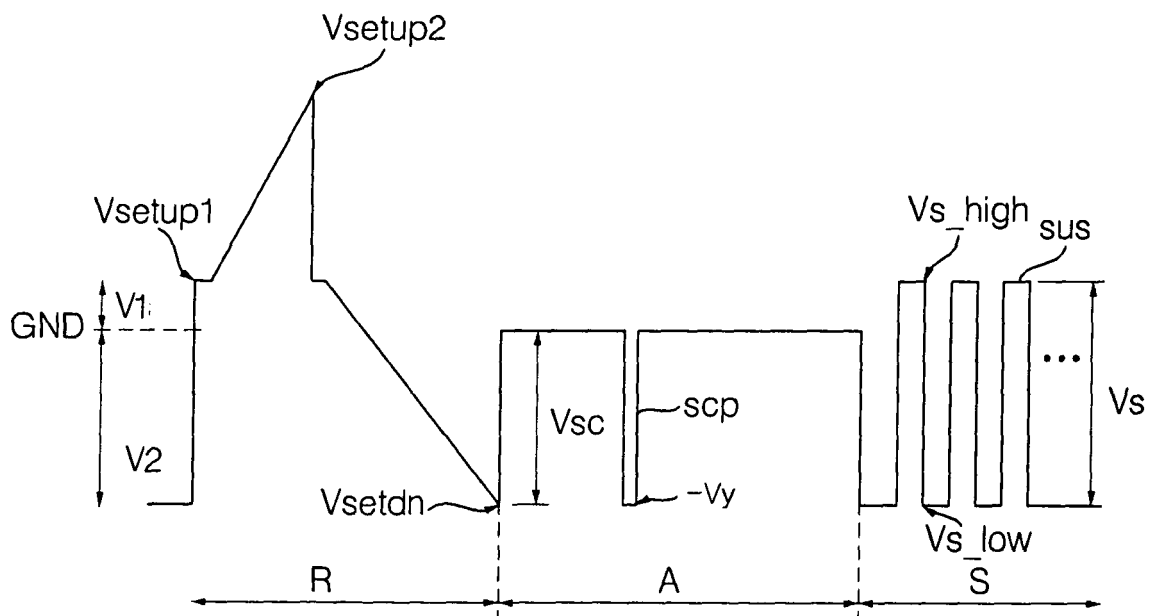 Vsetup2
Vsetup1
Vs_high
sus
V1
GND
Vsc
scp
Vs
V2
Vsetdn
-Vy
Vs_low
R
A
S